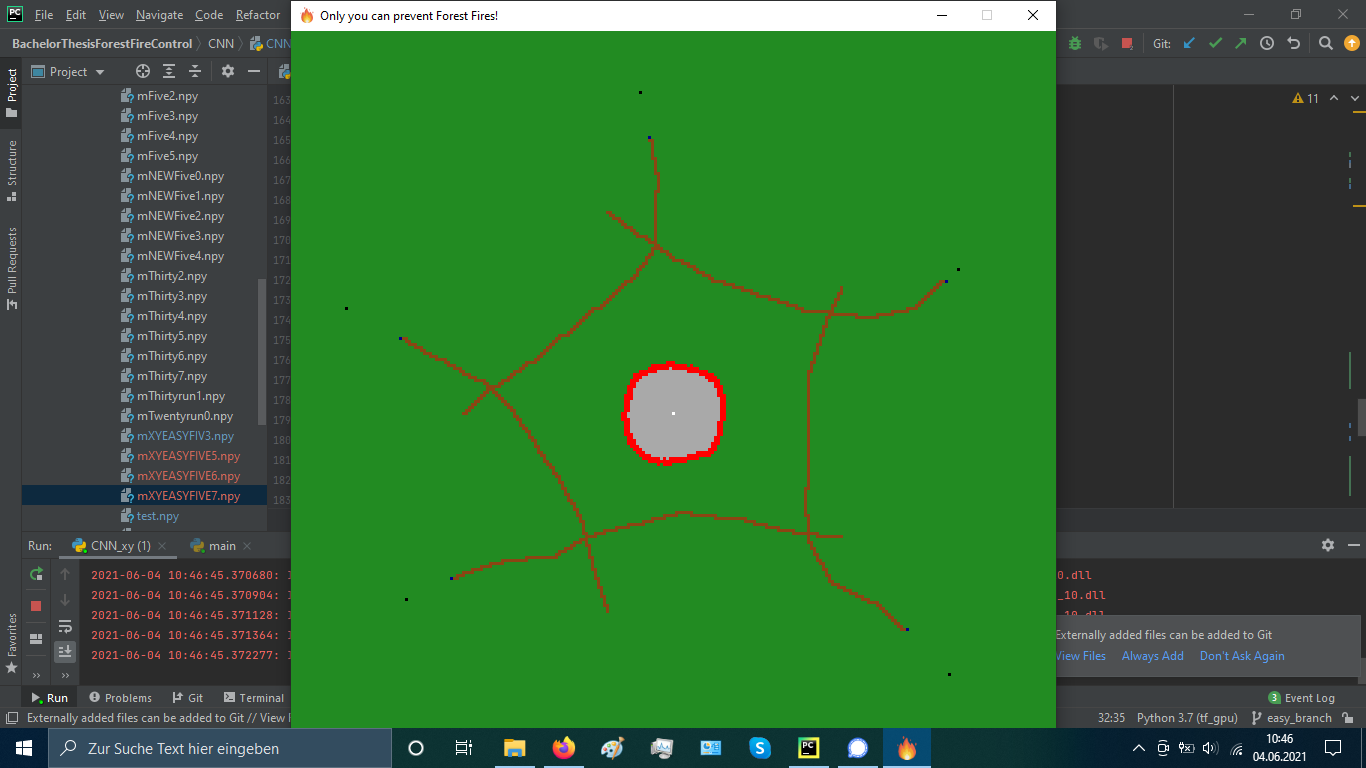 File Edit View Navigate Code Refactor
Only you can prevent Forest Fires!
BachelorThesisForestFireControl CNN CNN
Git:
Project
Project
Structure
Pull Requests
Favorites
mFive2.npy
mFive3.npy
mFive4.npy
mFive5.npy
mNEWFive0.npy
mNEWFive1.npy
mNEWFive2.npy
mNEWFive3.npy
mNEWFive4.npy
mThirty2.npy
mThirty3.npy
mThirty4.npy
mThirty5.npy
mThirty6.npy
mThirty7.npy
mThirtyrun1.npy
mTwentyrun0.npy
mXYEASYFIV3.npy
mXYEASYFIVE5.npy
mXYEASYFIVE6.npy
mXYEASYFIVE7.npy
test.npy
163
164
165
166
167
168
169
170
171
172
173
174
175
176
177
178
179
180
181
182
183
11
Run: CNN_xy (1) main
2021-06-04 10:46:45.370680: I
0.dll
2021-06-04 10:46:45.370904: I
_10.dll
2021-06-04 10:46:45.371128: I
_10.dll
2021-06-04 10:46:45.371364: I
2021-06-04 10:46:45.372277: I
Externally added files can be added to Git
View Files Always Add Don't Ask Again
Run Problems Git Terminal
3 Event Log
Externally added files can be added to Git // View
32:35 Python 3.7 (tf_gpu) easy_branch
Zur Suche Text hier eingeben
10:46
04.06.2021